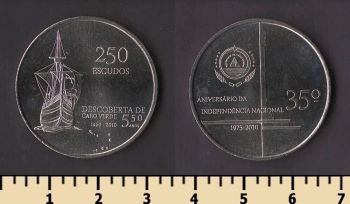 250
ESCUDOS
DESCOBERTA DE
CABO VERDE 550
1460 - 2010 ANOS
ANIVERSÁRIO DA
INDEPENDÊNCIA NACIONAL 35º
1975-2010
1 2 3 4 5 6 7